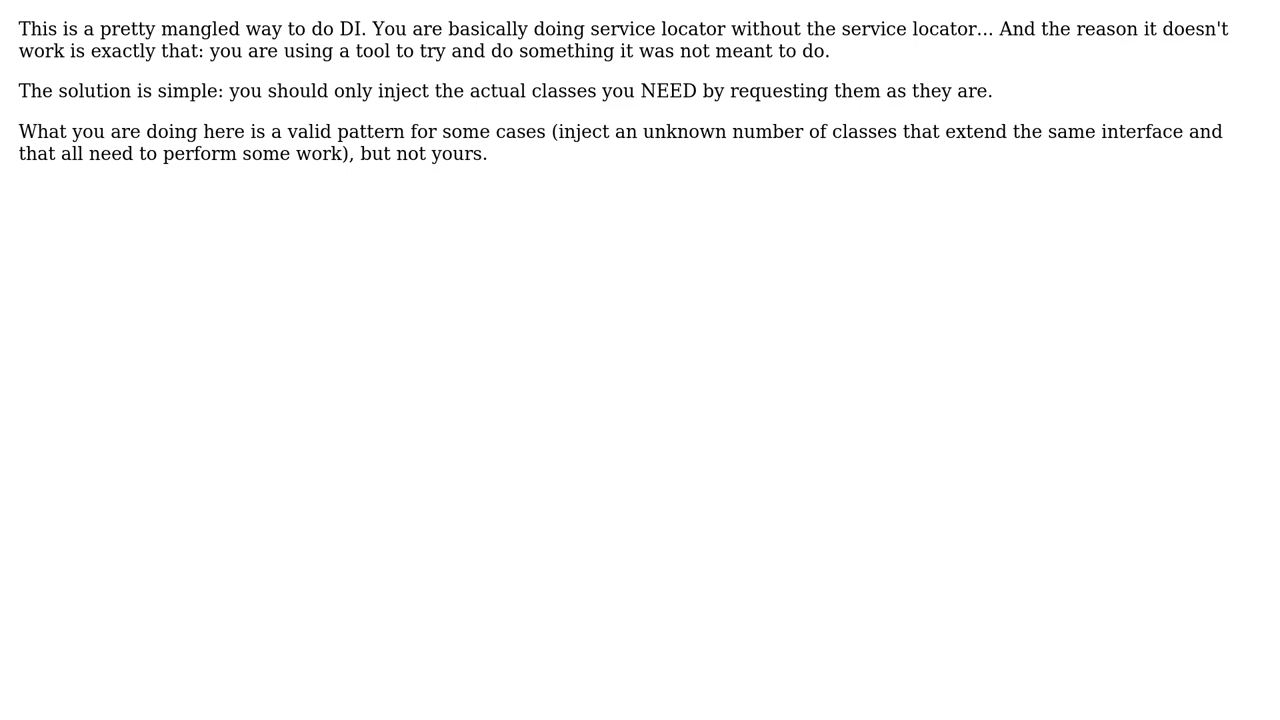 This is a pretty mangled way to do DI. You are basically doing service locator without the service locator... And the reason it doesn't
work is exactly that: you are using a tool to try and do something it was not meant to do.
The solution is simple: you should only inject the actual classes you NEED by requesting them as they are.
What you are doing here is a valid pattern for some cases (inject an unknown number of classes that extend the same interface and
that all need to perform some work), but not yours.